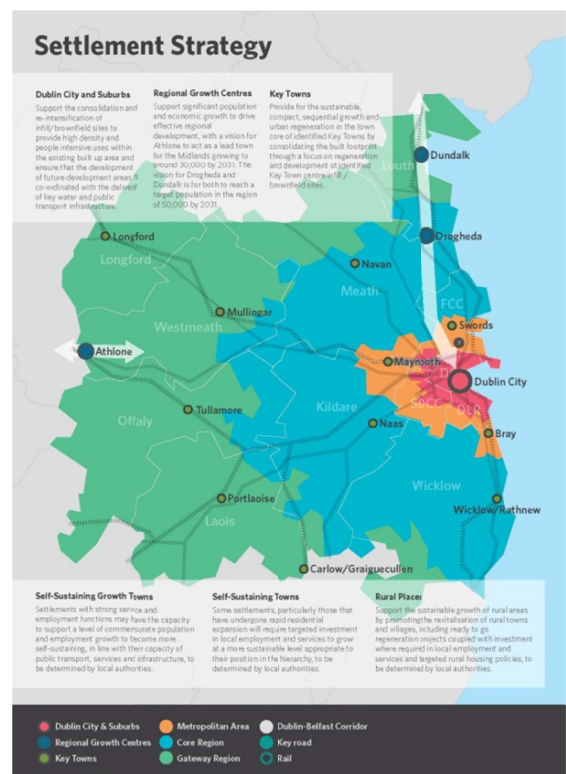 Settlement Strategy
Dublin City and Suburbs
Support the consolidation and
re-intensification of
infill/brownfield sites to
provide high density and
people intensive uses within
the existing built up area and
ensure that the development
of future development areas is
co-ordinated with the delivery
of key water and public
transport infrastructure.
Regional Growth Centres
Support significant population
and economic growth to drive
effective regional
development, with a vision for
Athlone to act as a lead town
for the Midlands growing to
around 30,000 by 2031. The
vision for Drogheda and
Dundalk is for both to reach a
target population in the region
of 50,000 by 2031.
Key Towns
Provide for the sustainable,
compact, sequential growth and
urban regeneration in the town
core of identified Key Towns by
consolidating the built footprint
through a focus on regeneration
and development of identified
Key Town centre infill /
brownfield sites.
Dundalk
Louth
Drogheda
Longford
Longford
Navan
Meath
FCC
Mullingar
Westmeath
Swords
Athlone
Maynooth
Dublin City
Offaly
Tullamore
Kildare
SDCC
DLR
Naas
Bray
Wicklow
Portlaoise
Wicklow/Rathnew
Laois
Carlow/Graiguecullen
Self-Sustaining Growth Towns
Settlements with strong service and
employment functions may have the capacity
to support a level of commensurate population
and employment growth to become more
self-sustaining, in line with their capacity of
public transport, services and infrastructure, to
be determined by local authorities.
Self-Sustaining Towns
Some settlements, particularly those that
have undergone rapid residential
expansion will require targeted investment
in local employment and services to grow
at a more sustainable level appropriate to
their position in the hierarchy, to be
determined by local authorities.
Rural Places
Support the sustainable growth of rural areas
by promoting the revitalisation of rural towns
and villages, including ready to go
regeneration projects coupled with investment
where required in local employment and
services and targeted rural housing policies, to
be determined by local authorities.
Dublin City & Suburbs
Metropolitan Area
Dublin-Belfast Corridor
Regional Growth Centres
Core Region
Key road
Key Towns
Gateway Region
Rail